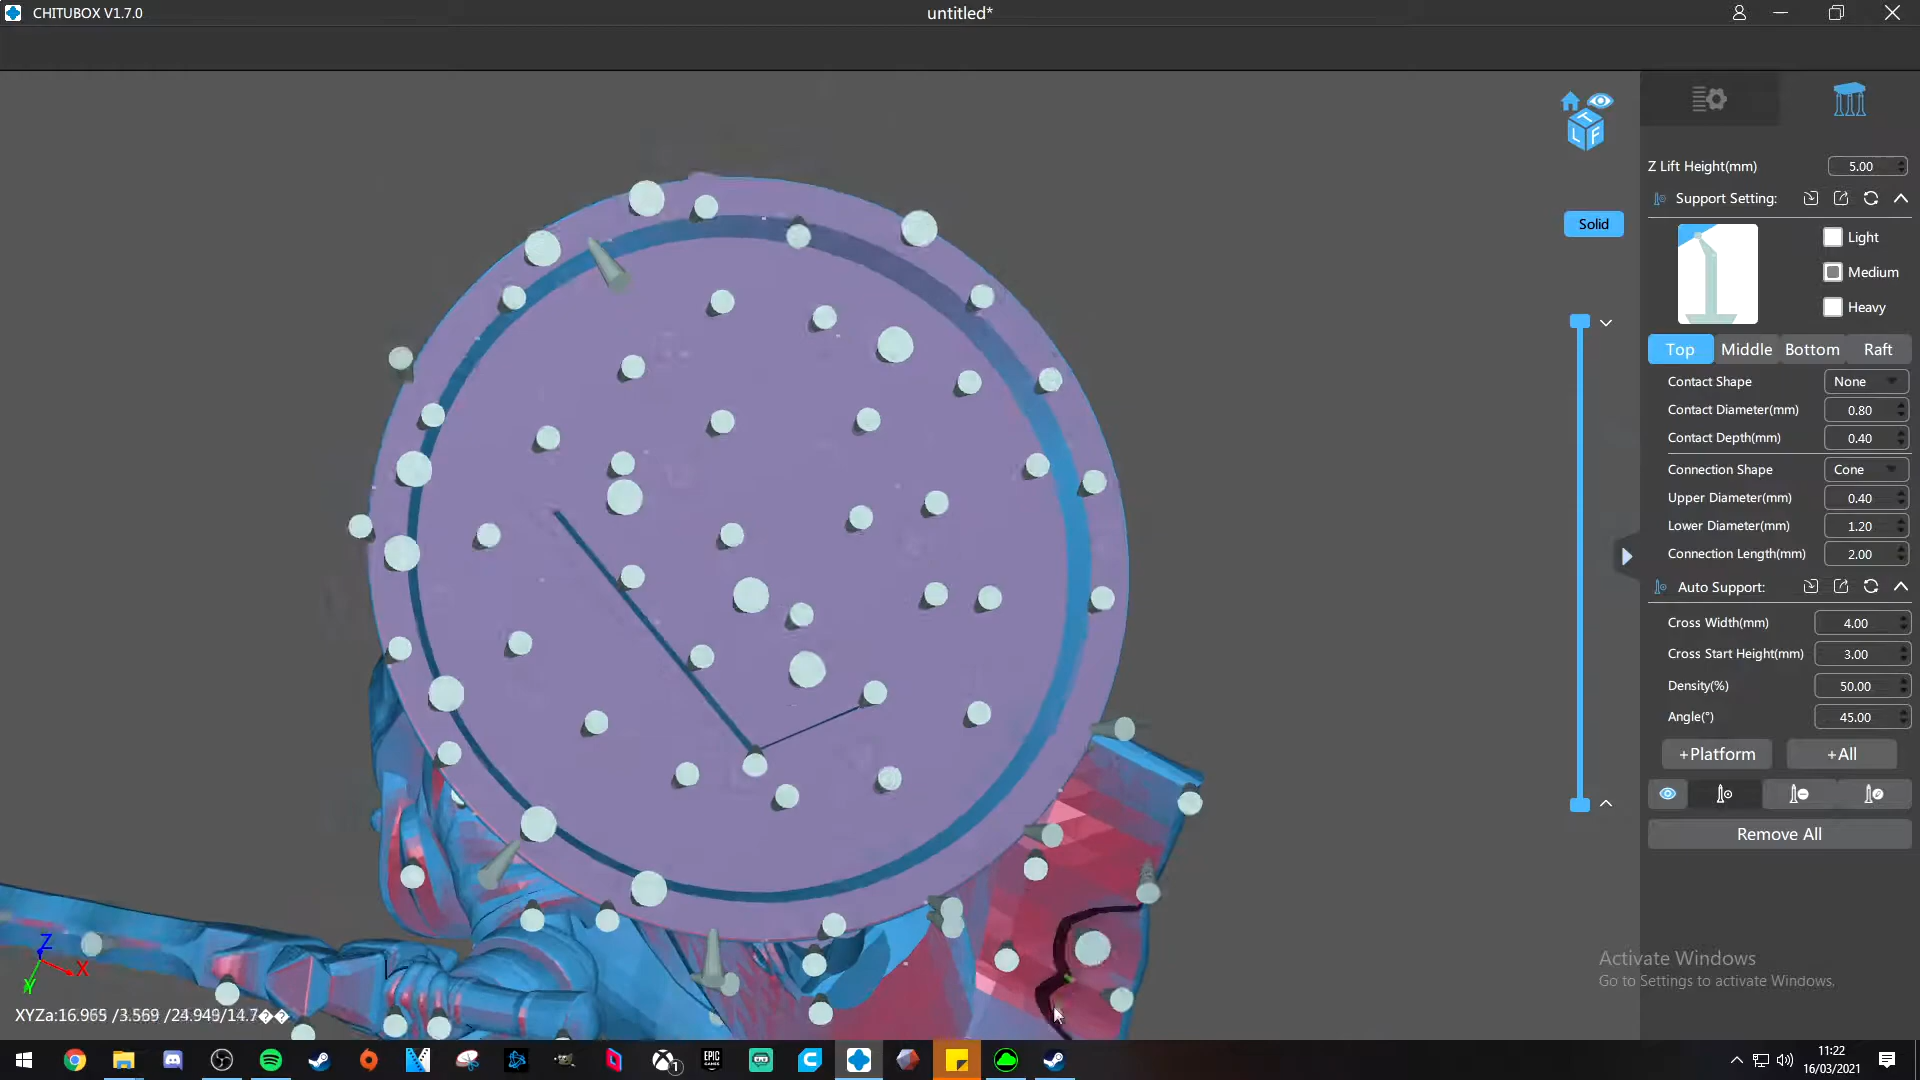 CHITUBOX V1.7.0
untitled*
Z Lift Height(mm)
5.00
Support Setting:
Light
Medium
Heavy
Solid
Top
Middle
Bottom
Raft
Contact Shape
None
Contact Diameter(mm)
0.80
Contact Depth(mm)
0.40
Connection Shape
Cone
Upper Diameter(mm)
0.40
Lower Diameter(mm)
1.20
Connection Length(mm)
2.00
Auto Support:
Cross Width(mm)
4.00
Cross Start Height(mm)
3.00
Density(%)
50.00
Angle(°)
45.00
+Platform
+All
Remove All
T
L
F
Z
X
Y
XYZa:16.965 /3.569 /24.949/14.7��
Activate Windows
Go to Settings to activate Windows.
EPIC
GAMES
1
11:22
16/03/2021